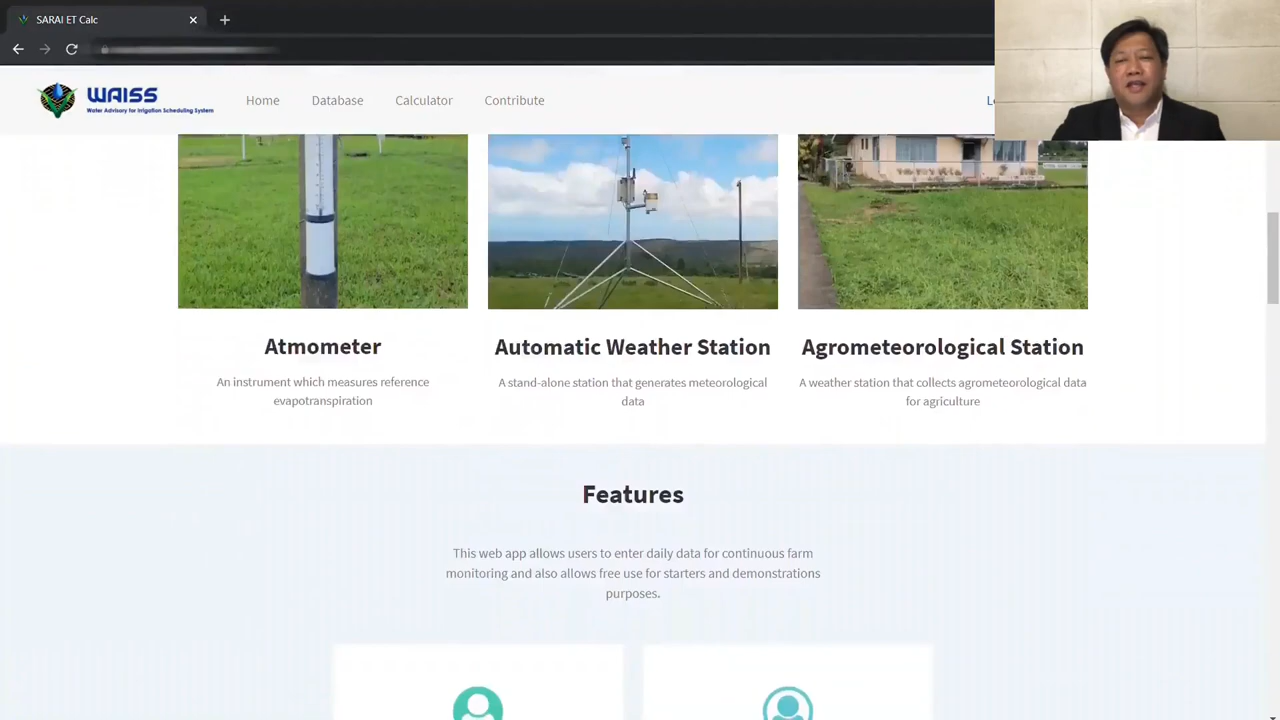 SARAI ET Calc
WAISS
Water Advisory for Irrigation Scheduling System
Home
Database
Calculator
Contribute
Atmometer
An instrument which measures reference
evapotranspiration
Automatic Weather Station
A stand-alone station that generates meteorological
data
Agrometeorological Station
A weather station that collects agrometeorological data
for agriculture
Features
This web app allows users to enter daily data for continuous farm
monitoring and also allows free use for starters and demonstrations
purposes.